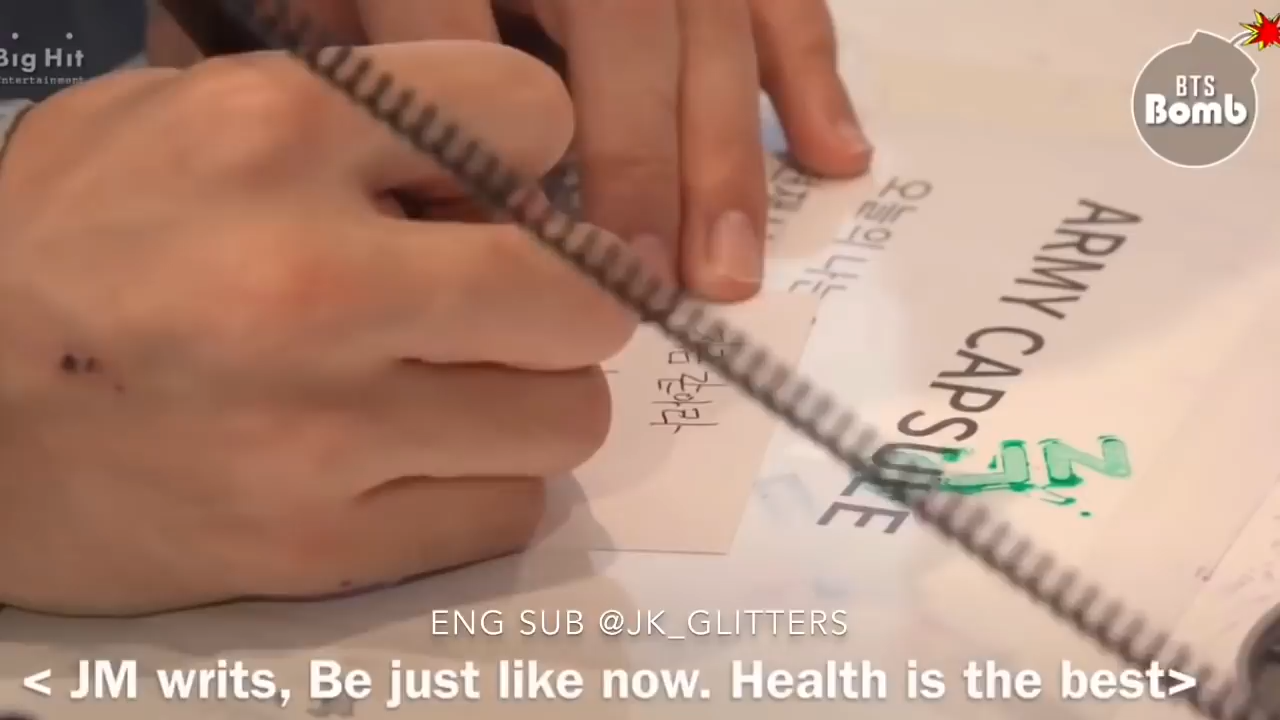 Big Hit
Entertainment
BTS
Bomb
오늘의 나는
ARMY CAPSULE
ENG SUB @JK_GLITTERS
< JM writs, Be just like now. Health is the best>